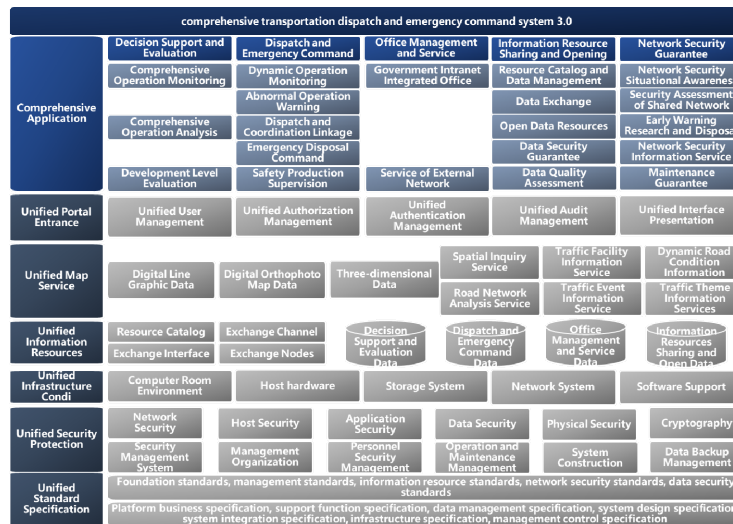 comprehensive transportation dispatch and emergency command system 3.0
Comprehensive
Application
Decision Support and
Evaluation
Dispatch and
Emergency Command
Office Management
and Service
Information Resource
Sharing and Opening
Network Security
Guarantee
Comprehensive
Operation Monitoring
Dynamic Operation
Monitoring
Government Intranet
Integrated Office
Resource Catalog and
Data Management
Network Security
Situational Awarenes
Abnormal Operation
Warning
Data Exchange
Security Assessment
of Shared Network
Comprehensive
Operation Analysis
Dispatch and
Coordination Linkage
Open Data Resources
Early Warning
Research and Disposa
Emergency Disposal
Command
Data Security
Guarantee
Network Security
Information Service
Development Level
Evaluation
Safety Production
Supervision
Service of External
Network
Data Quality
Assessment
Maintenance
Guarantee
Unified Portal
Entrance
Unified User
Management
Unified Authorization
Management
Unified
Authentication
Management
Unified Audit
Management
Unified Interface
Presentation
Unified Map
Service
Digital Line
Graphic Data
Digital Orthophoto
Map Data
Three-dimensional
Data
Spatial Inquiry
Service
Traffic Facility
Information
Service
Dynamic Road
Condition
Information
Road Network
Analysis Service
Traffic Event
Information
Service
Traffic Theme
Information
Services
Unified
Information
Resources
Resource Catalog
Exchange Channel
Exchange Interface
Exchange Nodes
Decision
Support and
Evaluation
Data
Dispatch and
Emergency
Command
Data
Office
Management
and Service
Data
Information
Resources
Sharing and
Open Data
Unified
Infrastructure
Condi
Computer Room
Environment
Host hardware
Storage System
Network System
Software Support
Unified Security
Protection
Network
Security
Host Security
Application
Security
Data Security
Physical Security
Cryptography
Security
Management
System
Management
Organization
Personnel
Security
Management
Operation and
Maintenance
Management
System
Construction
Data Backup
Management
Unified
Standard
Specification
Foundation standards, management standards, information resource standards, network security standards, data security
standards
Platform business specification, support function specification, data management specification, system design specification
system integration specification, infrastructure specification, management control specification